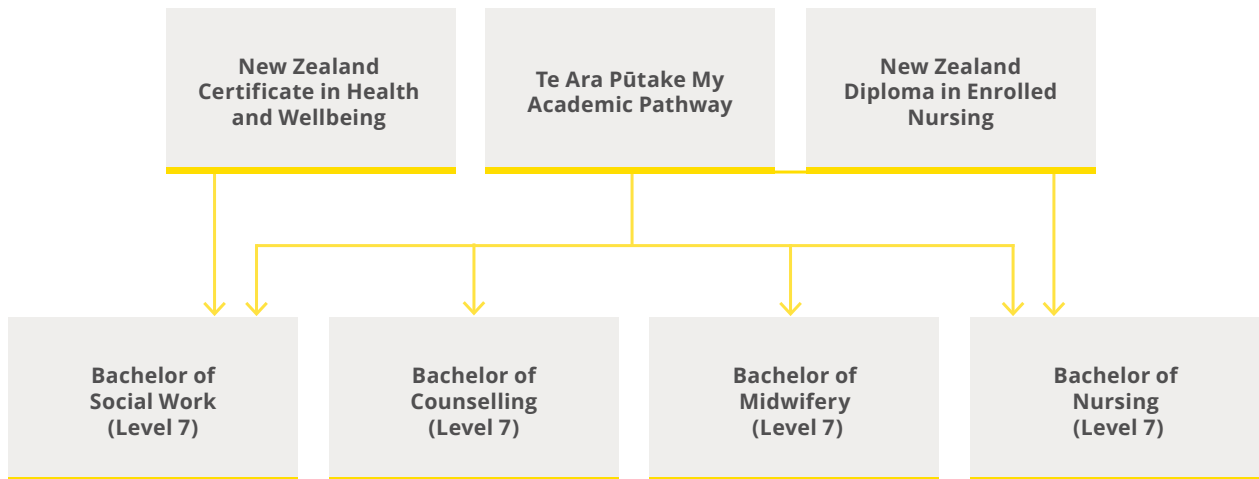 New Zealand
Certificate in Health
and Wellbeing
Te Ara Pūtake My
Academic Pathway
New Zealand
Diploma in Enrolled
Nursing
Bachelor of
Social Work
(Level 7)
Bachelor of
Counselling
(Level 7)
Bachelor of
Midwifery
(Level 7)
Bachelor of
Nursing
(Level 7)